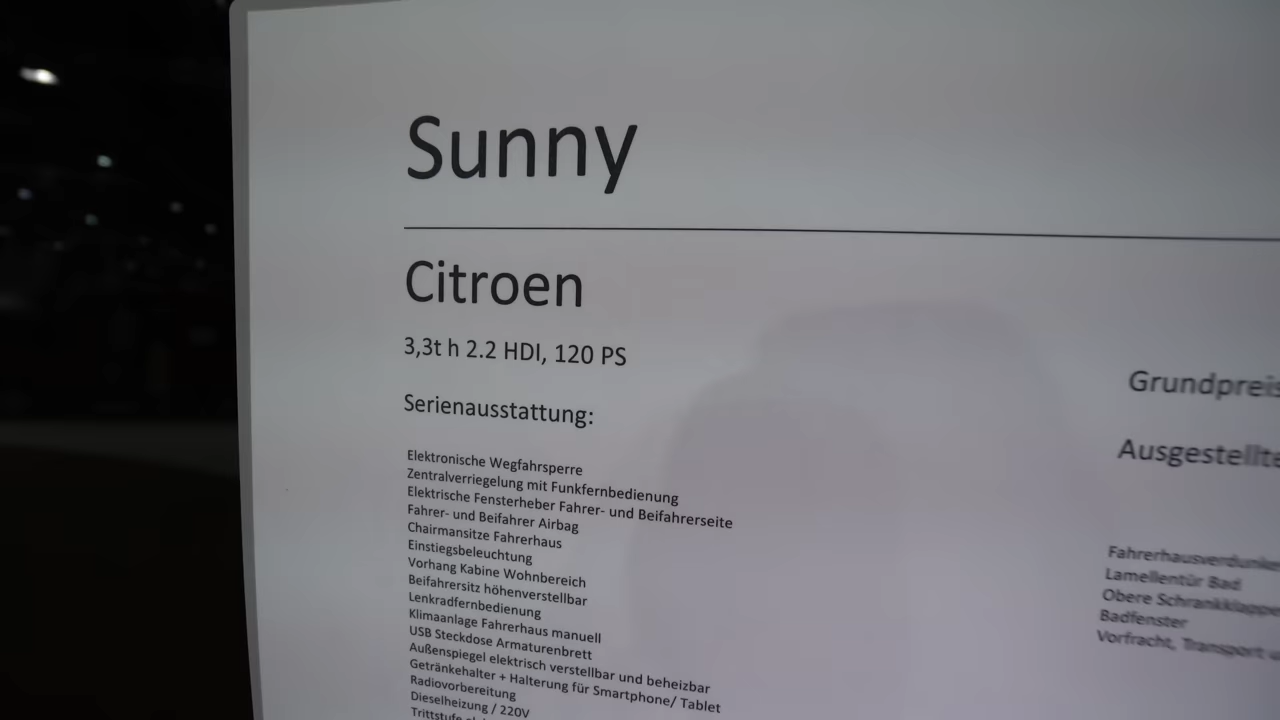 Sunny
Citroen
3,3t h 2.2 HDI, 120 PS
Serienausstattung:
Elektronische Wegfahrsperre
Zentralverriegelung mit Funkfernbedienung
Elektrische Fensterheber Fahrer- und Beifahrerseite
Fahrer- und Beifahrer Airbag
Chairmansitze Fahrerhaus
Einstiegsbeleuchtung
Vorhang Kabine Wohnbereich
Beifahrersitz höhenverstellbar
Lenkradfernbedienung
Klimaanlage Fahrerhaus manuell
USB Steckdose Armaturenbrett
Außenspiegel elektrisch verstellbar und beheizbar
Getränkehalter + Halterung für Smartphone/ Tablet
Radiovorbereitung
Dieselheizung / 220V
Trittstufe
Grundpreis
Ausgestellte
Lamellentür Bad
Obere
Badfenster
Vorfracht, Transport